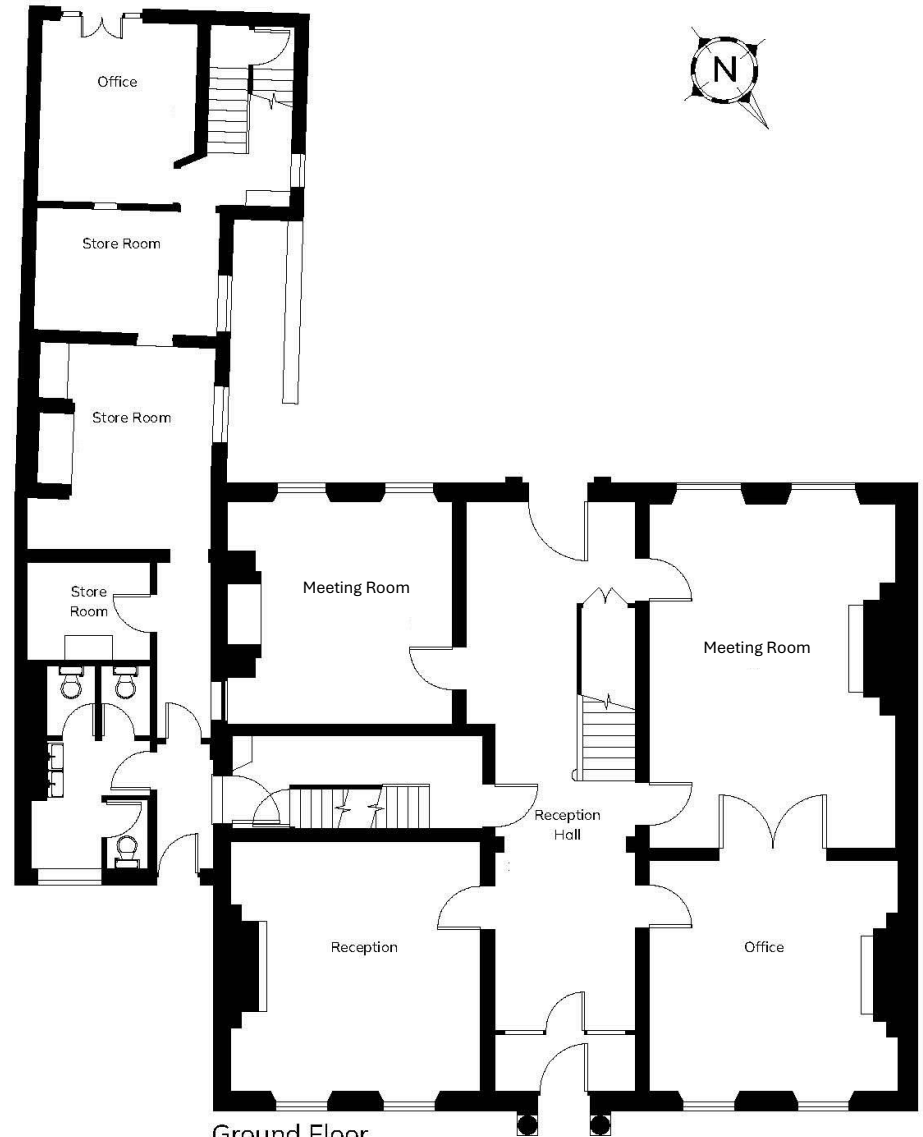 N
Office
Store Room
Store Room
Store
Room
Meeting Room
Meeting Room
Reception
Hall
Reception
Office
Ground Floor